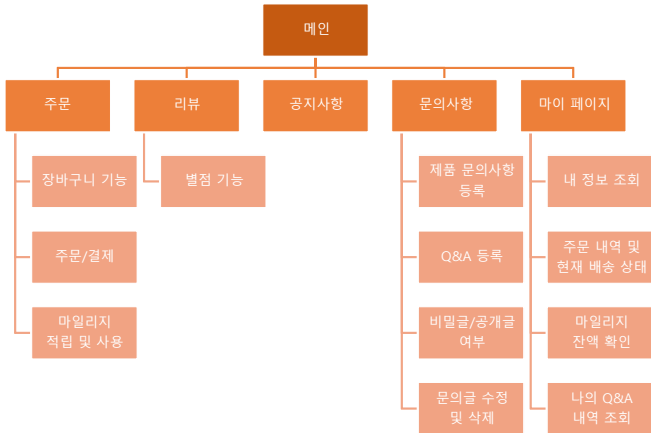 메인
주문
리뷰
공지사항
문의사항
마이 페이지
장바구니 기능
주문/결제
마일리지
적립 및 사용
별점 기능
제품 문의사항
등록
Q&A 등록
비밀글/공개글
여부
문의글 수정
및 삭제
내 정보 조회
주문 내역 및
현재 배송 상태
마일리지
잔액 확인
나의 Q&A
내역 조회